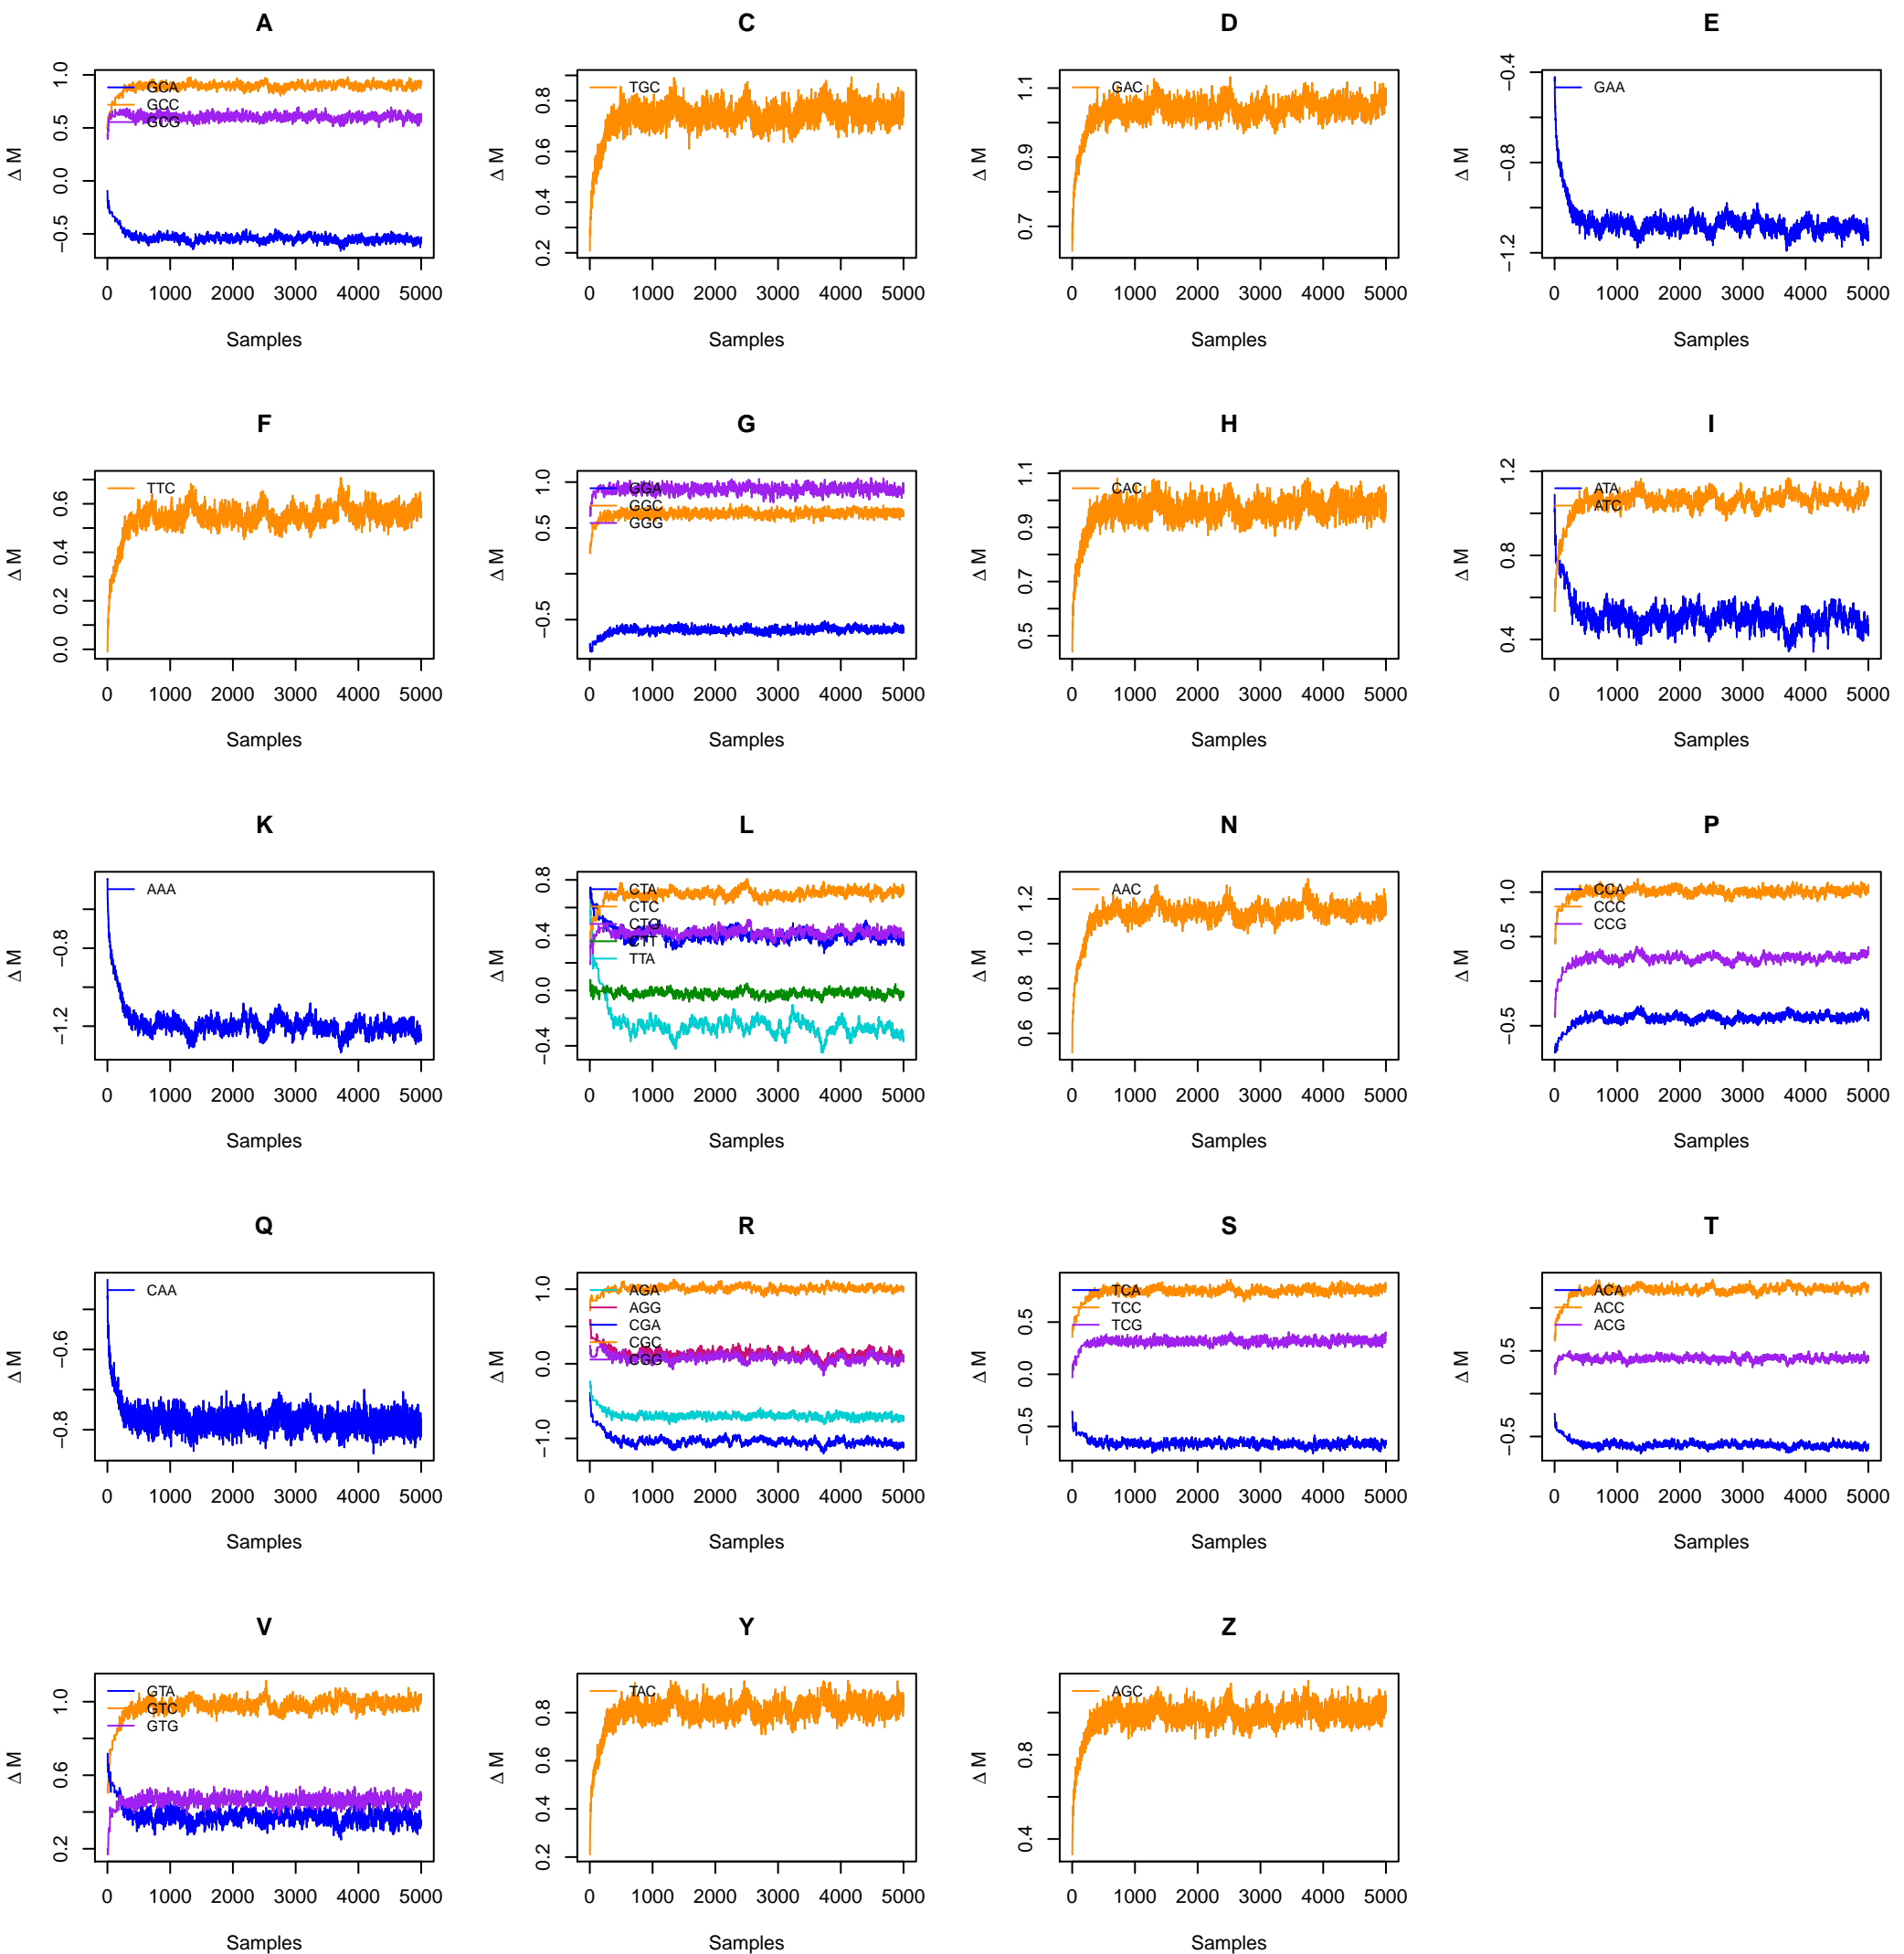 A
C
D
E
Δ M
1.0
0.5
0.0
−0.5
GCA
GCC
GCG
0 1000 2000 3000 4000 5000
Samples
Δ M
0.8
0.6
0.4
0.2
TGC
0 1000 2000 3000 4000 5000
Samples
Δ M
1.1
0.9
0.7
GAC
0 1000 2000 3000 4000 5000
Samples
Δ M
−0.4
−0.8
−1.2
GAA
0 1000 2000 3000 4000 5000
Samples
F
G
H
I
Δ M
0.6
0.4
0.2
0.0
TTC
0 1000 2000 3000 4000 5000
Samples
Δ M
1.0
0.5
−0.5
GGA
GGC
GGG
0 1000 2000 3000 4000 5000
Samples
Δ M
1.1
0.9
0.7
0.5
CAC
0 1000 2000 3000 4000 5000
Samples
Δ M
1.2
0.8
0.4
ATA
ATC
0 1000 2000 3000 4000 5000
Samples
K
L
N
P
Δ M
−0.8
−1.2
AAA
0 1000 2000 3000 4000 5000
Samples
Δ M
0.8
0.4
0.0
−0.4
CTA
CTC
CTG
CTT
TTA
0 1000 2000 3000 4000 5000
Samples
Δ M
1.2
1.0
0.8
0.6
AAC
0 1000 2000 3000 4000 5000
Samples
Δ M
1.0
0.5
−0.5
CCA
CCC
CCG
0 1000 2000 3000 4000 5000
Samples
Q
R
S
T
Δ M
−0.6
−0.8
CAA
0 1000 2000 3000 4000 5000
Samples
Δ M
1.0
0.0
−1.0
AGA
AGG
CGA
CGC
CGG
0 1000 2000 3000 4000 5000
Samples
Δ M
0.5
0.0
−0.5
TCA
TCC
TCG
0 1000 2000 3000 4000 5000
Samples
Δ M
0.5
−0.5
ACA
ACC
ACG
0 1000 2000 3000 4000 5000
Samples
V
Y
Z
Δ M
1.0
0.6
0.2
GTA
GTC
GTG
0 1000 2000 3000 4000 5000
Samples
Δ M
0.8
0.6
0.4
0.2
TAC
0 1000 2000 3000 4000 5000
Samples
Δ M
0.8
0.4
AGC
0 1000 2000 3000 4000 5000
Samples